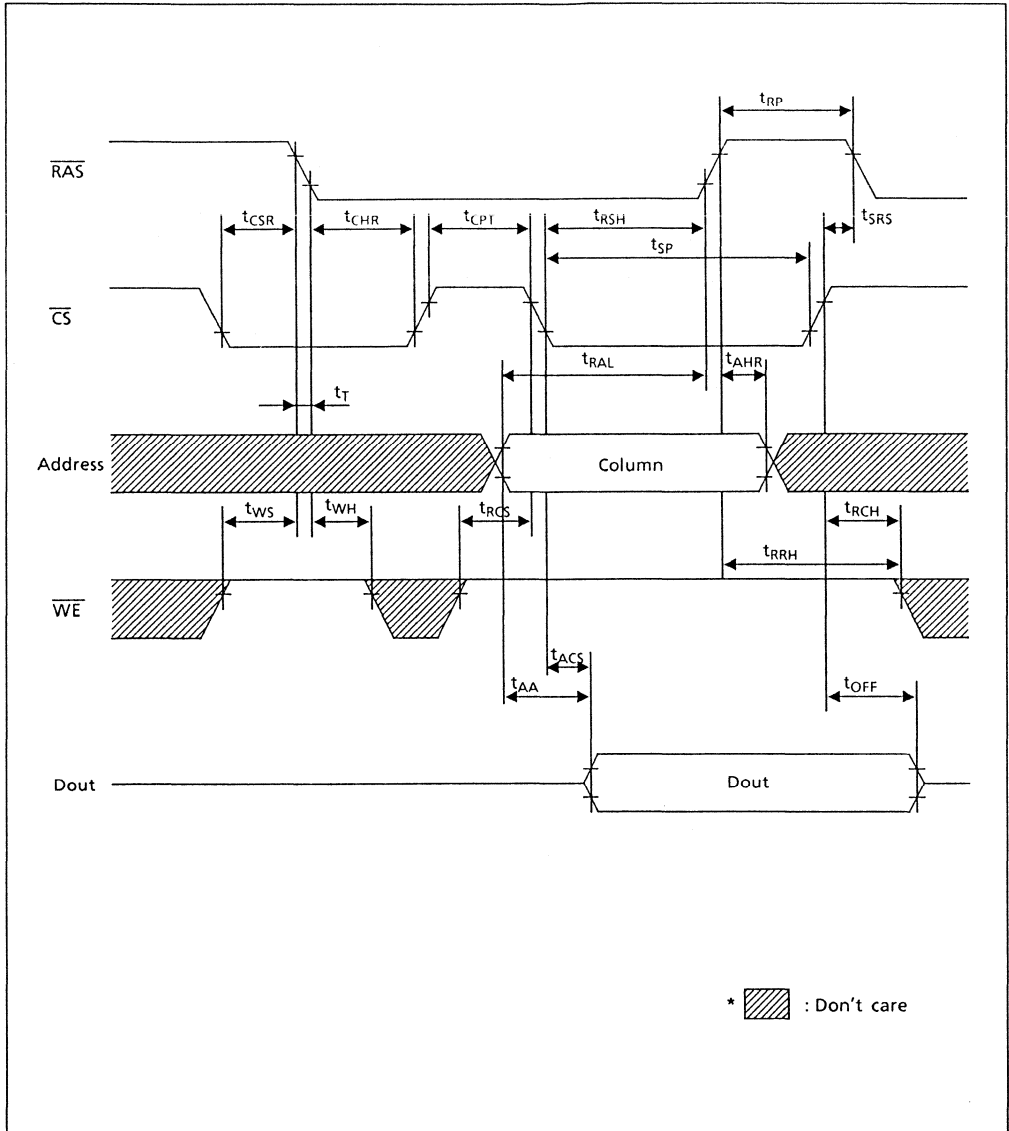 tRP
RAS
tCSR tCHR tCPT tRSH tSRS
tSP
CS
tRAL tAHR
tT
Address Column
tWS tWH tRCS tRCH
tRRH
WE
tACS
tAA tOFF
Dout Dout
* : Don't care